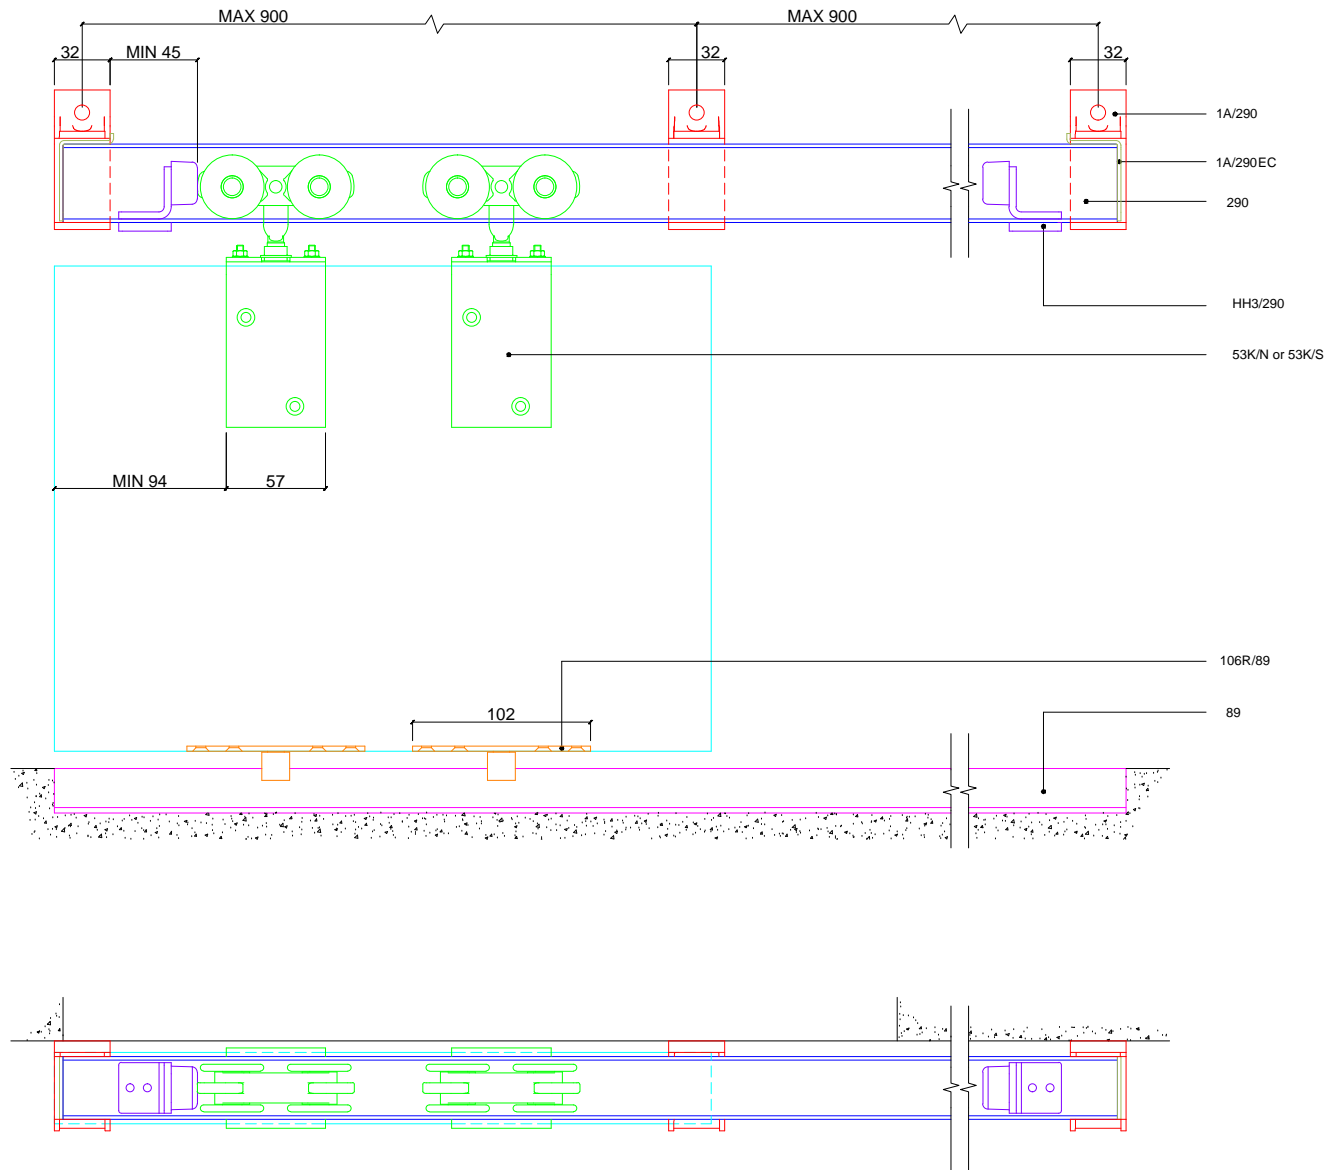 MAX 900
MAX 900
32
MIN 45
32
32
1A/290
1A/290EC
290
HH3/290
53K/N or 53K/S
MIN 94
57
106R/89
102
89